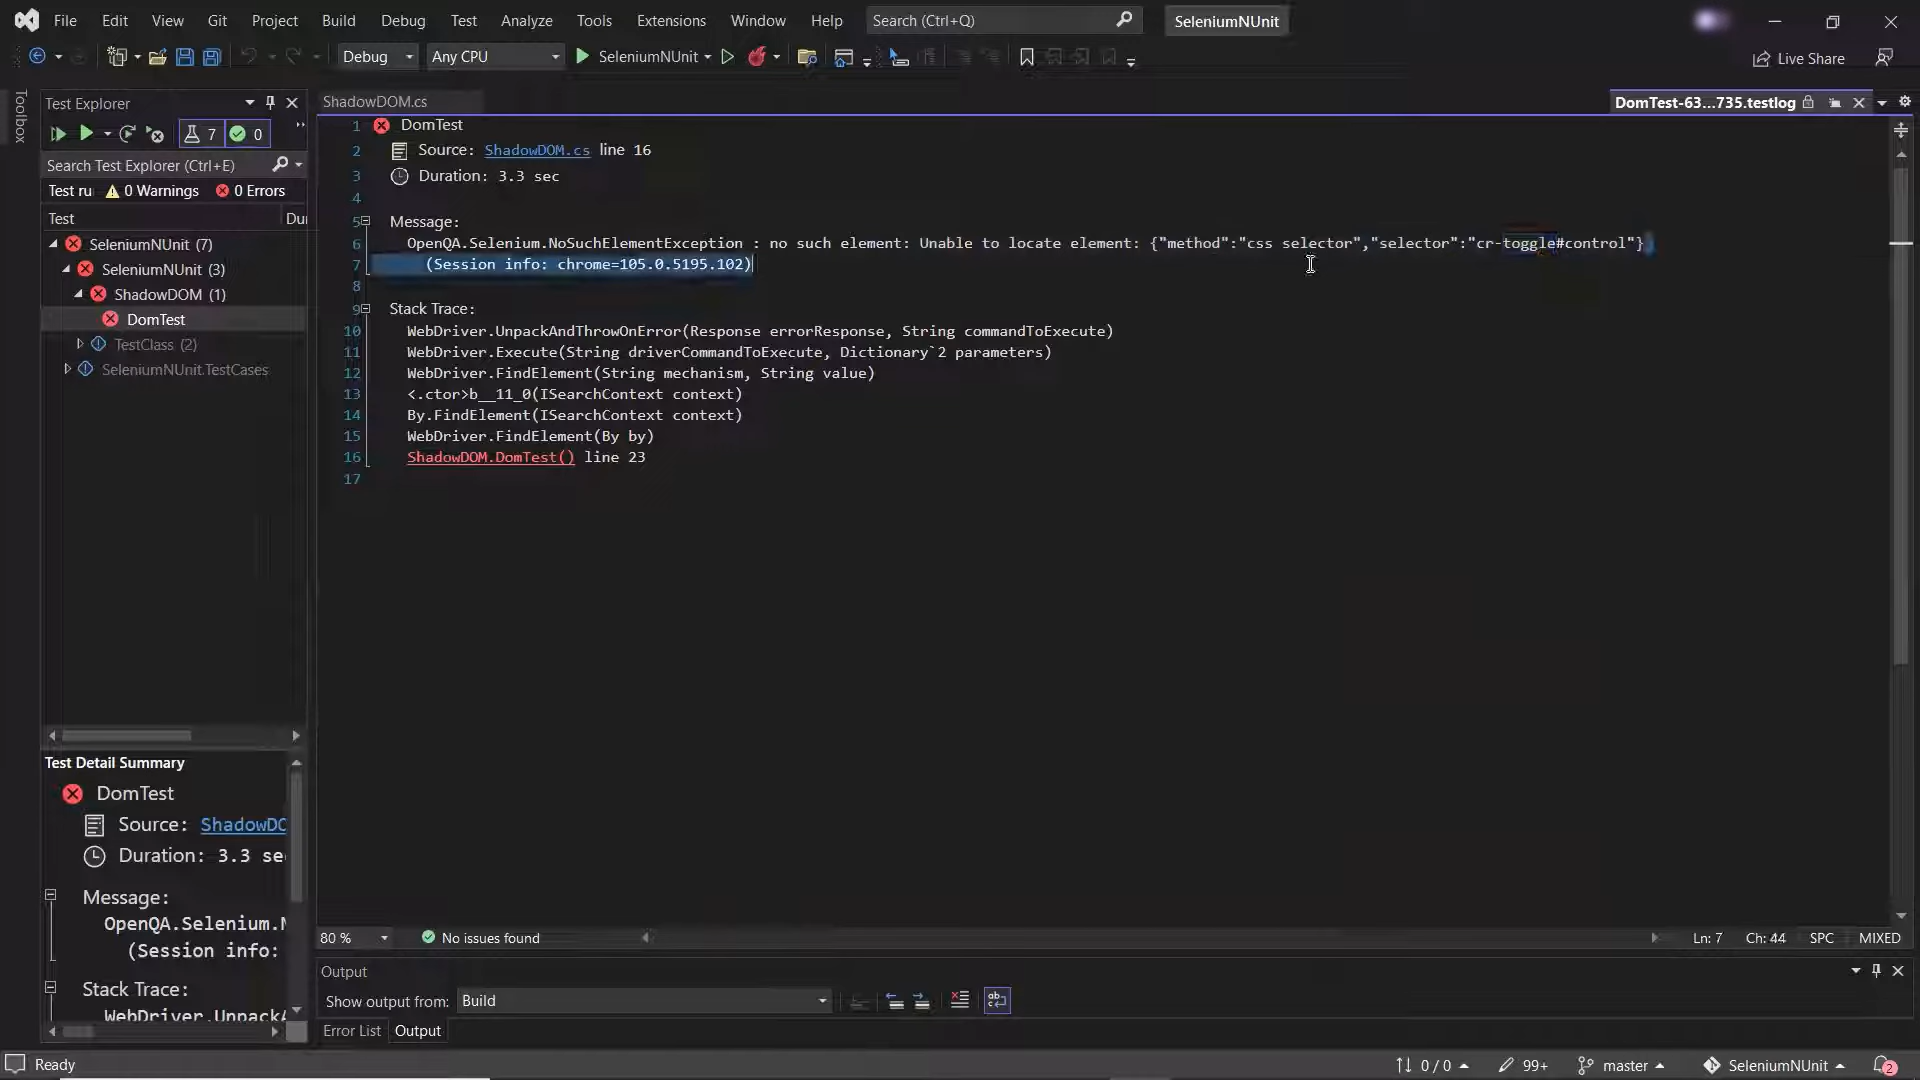 File Edit View Git Project Build Debug Test Analyze Tools Extensions Window Help Search (Ctrl+Q) SeleniumNUnit
Debug Any CPU SeleniumNUnit Live Share
Toolbox
Test Explorer
7 0
Search Test Explorer (Ctrl+E)
Test ru 0 Warnings 0 Errors
Test Du
SeleniumNUnit (7)
SeleniumNUnit (3)
ShadowDOM (1)
DomTest
TestClass (2)
SeleniumNUnit.TestCases
Test Detail Summary
DomTest
Source: ShadowDO
Duration: 3.3 se
Message:
OpenQA.Selenium.N
(Session info:
Stack Trace:
WebDriver.UnpackA
ShadowDOM.cs DomTest-63...735.testlog
1 DomTest
2 Source: ShadowDOM.cs line 16
3 Duration: 3.3 sec
4
5 Message:
6 OpenQA.Selenium.NoSuchElementException : no such element: Unable to locate element: {"method":"css selector","selector":"cr-toggle#control"}
7 (Session info: chrome=105.0.5195.102)
8
9 Stack Trace:
10 WebDriver.UnpackAndThrowOnError(Response errorResponse, String commandToExecute)
11 WebDriver.Execute(String driverCommandToExecute, Dictionary`2 parameters)
12 WebDriver.FindElement(String mechanism, String value)
13 <.ctor>b__11_0(ISearchContext context)
14 By.FindElement(ISearchContext context)
15 WebDriver.FindElement(By by)
16 ShadowDOM.DomTest() line 23
17
80 % No issues found Ln: 7 Ch: 44 SPC MIXED
Output
Show output from: Build
Error List Output
Ready 0 / 0 99+ master SeleniumNUnit 2